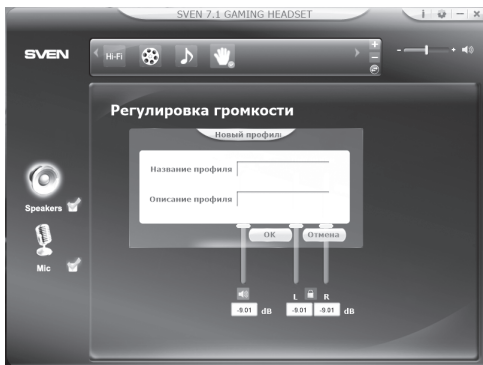 SVEN 7.1 GAMING HEADSET
SVEN
Hi-Fi
Регулировка громкости
Новый профиль
Название профиля
Описание профиля
OK
Отмена
Speakers
Mic
L R
-9.01 dB
-9.01 -9.01 dB